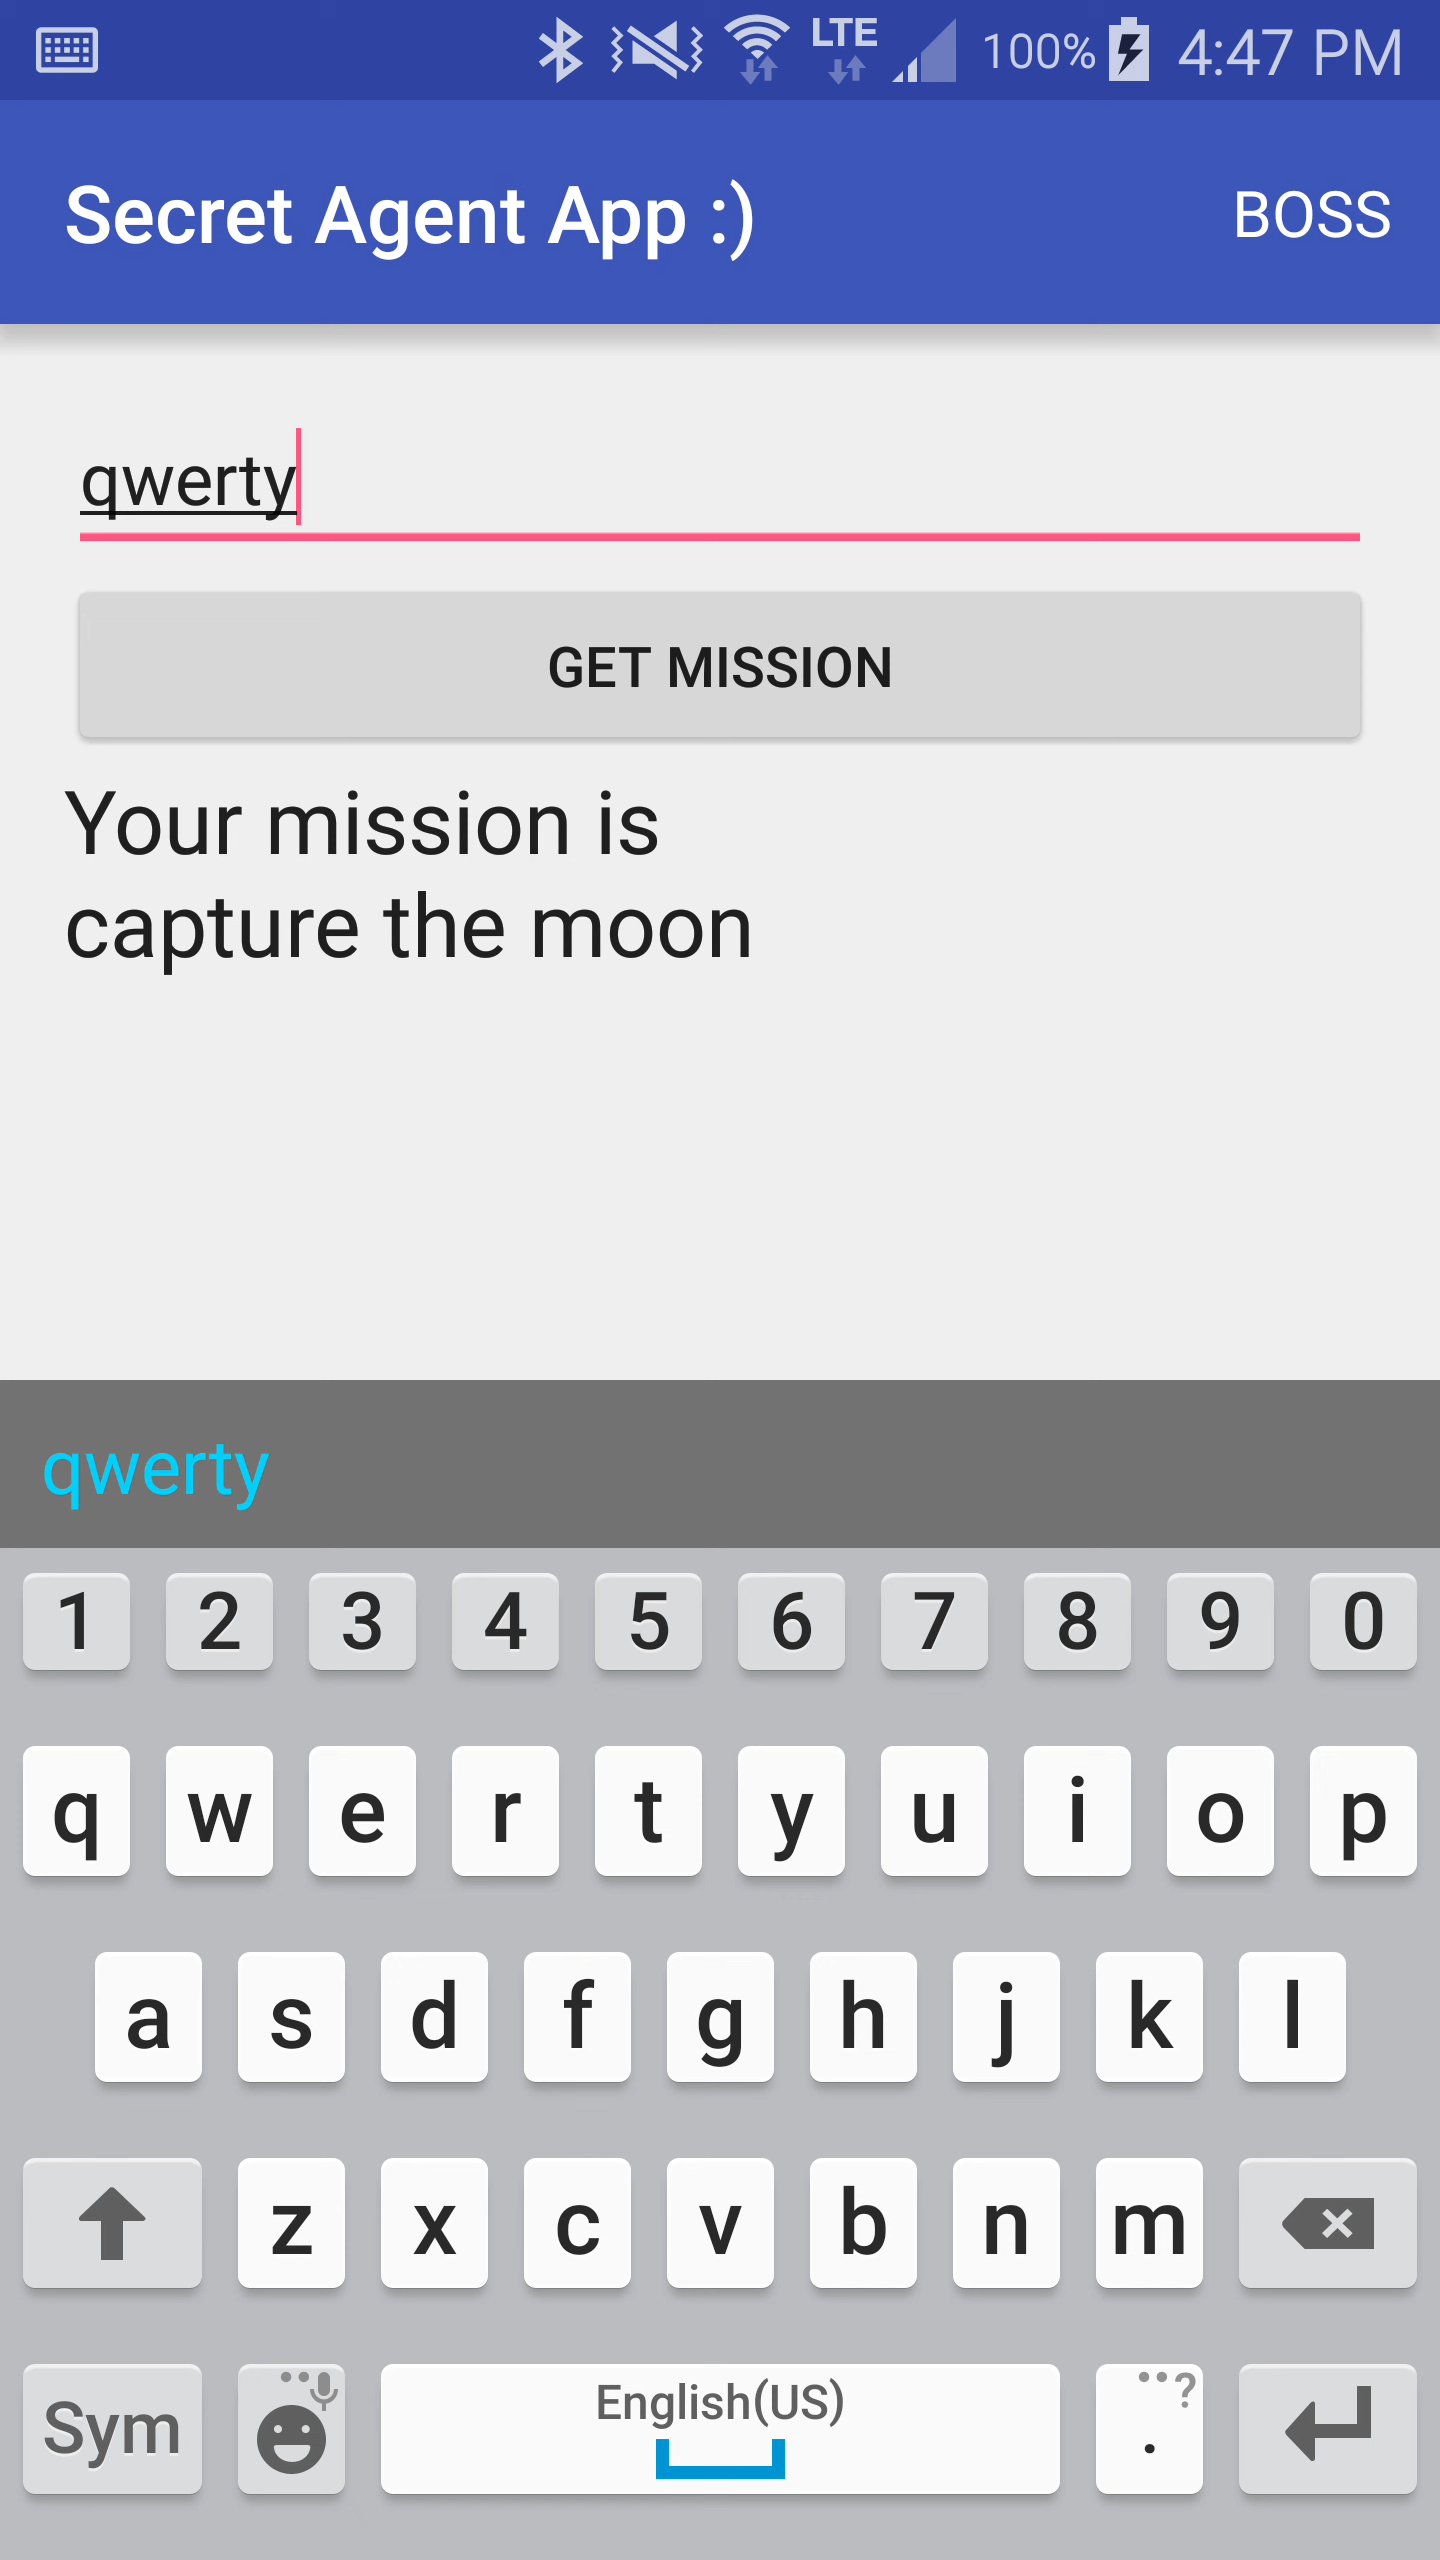 LTE 100% 4:47 PM
Secret Agent App :) BOSS
qwerty
GET MISSION
Your mission is
capture the moon
qwerty
1 2 3 4 5 6 7 8 9 0
q w e r t y u i o p
a s d f g h j k l
z x c v b n m
Sym English(US) . ?